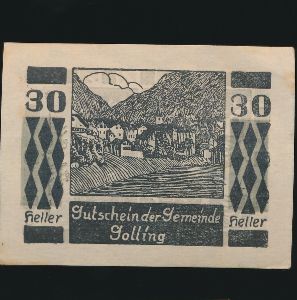 30
30
Heller
Heller
Gutschein der Gemeinde
Golling